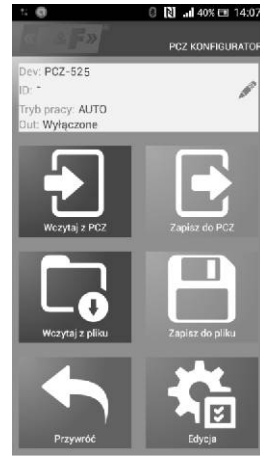 40% 14:07
«F&F»
PCZ KONFIGURATOR
Dev: PCZ-525
ID: -
Tryb pracy: AUTO
Out: Wyłączone
Wczytaj z PCZ Zapisz do PCZ
Wczytaj z pliku Zapisz do pliku
Przywróć Edycja